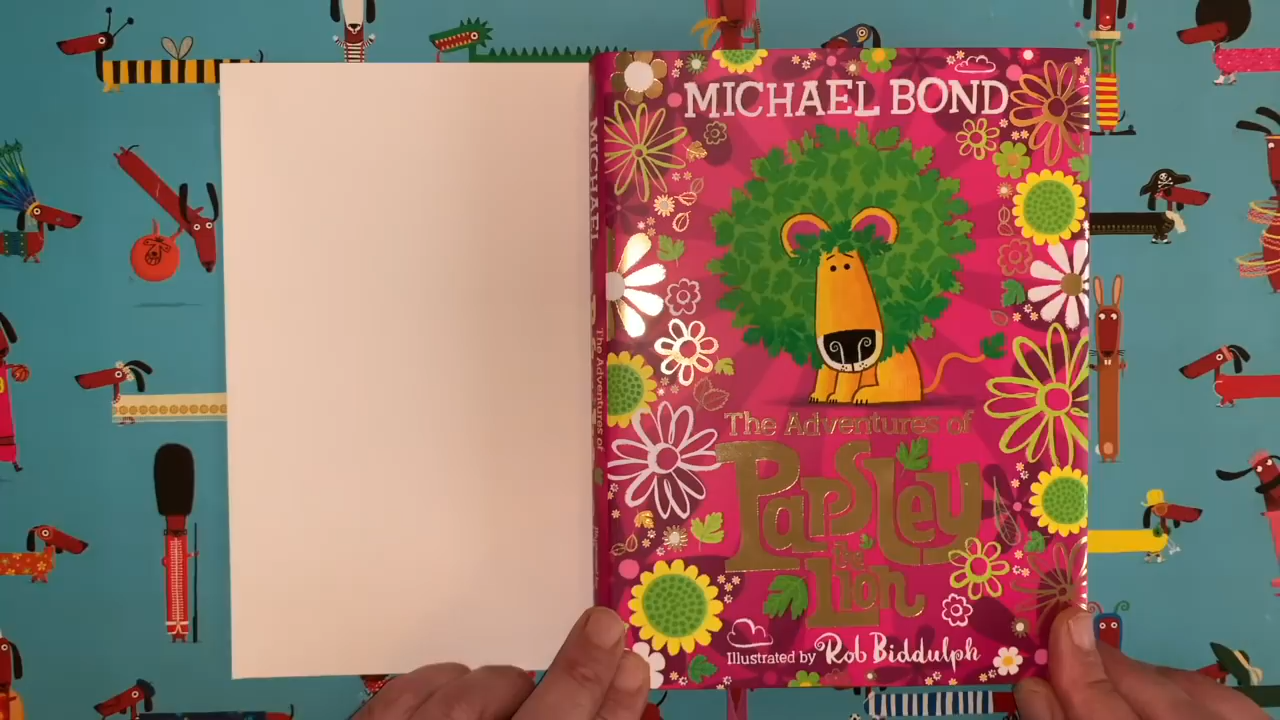 MICHAEL BOND
The Adventures of
Parsley
the
Lion
Illustrated by Rob Biddulph
MICHAEL
The Adventures of